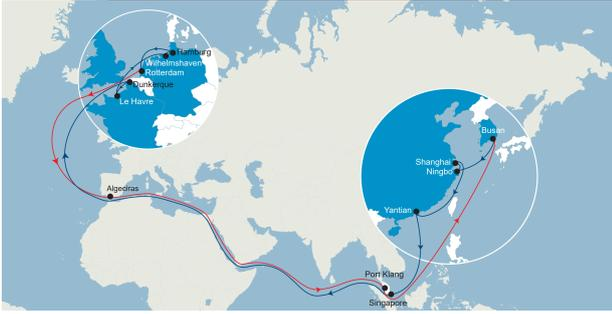 Hamburg
Wilhelmshaven
Rotterdam
Dunkerque
Le Havre
Busan
Shanghai
Ningbo
Algeciras
Yantian
Port Klang
Singapore